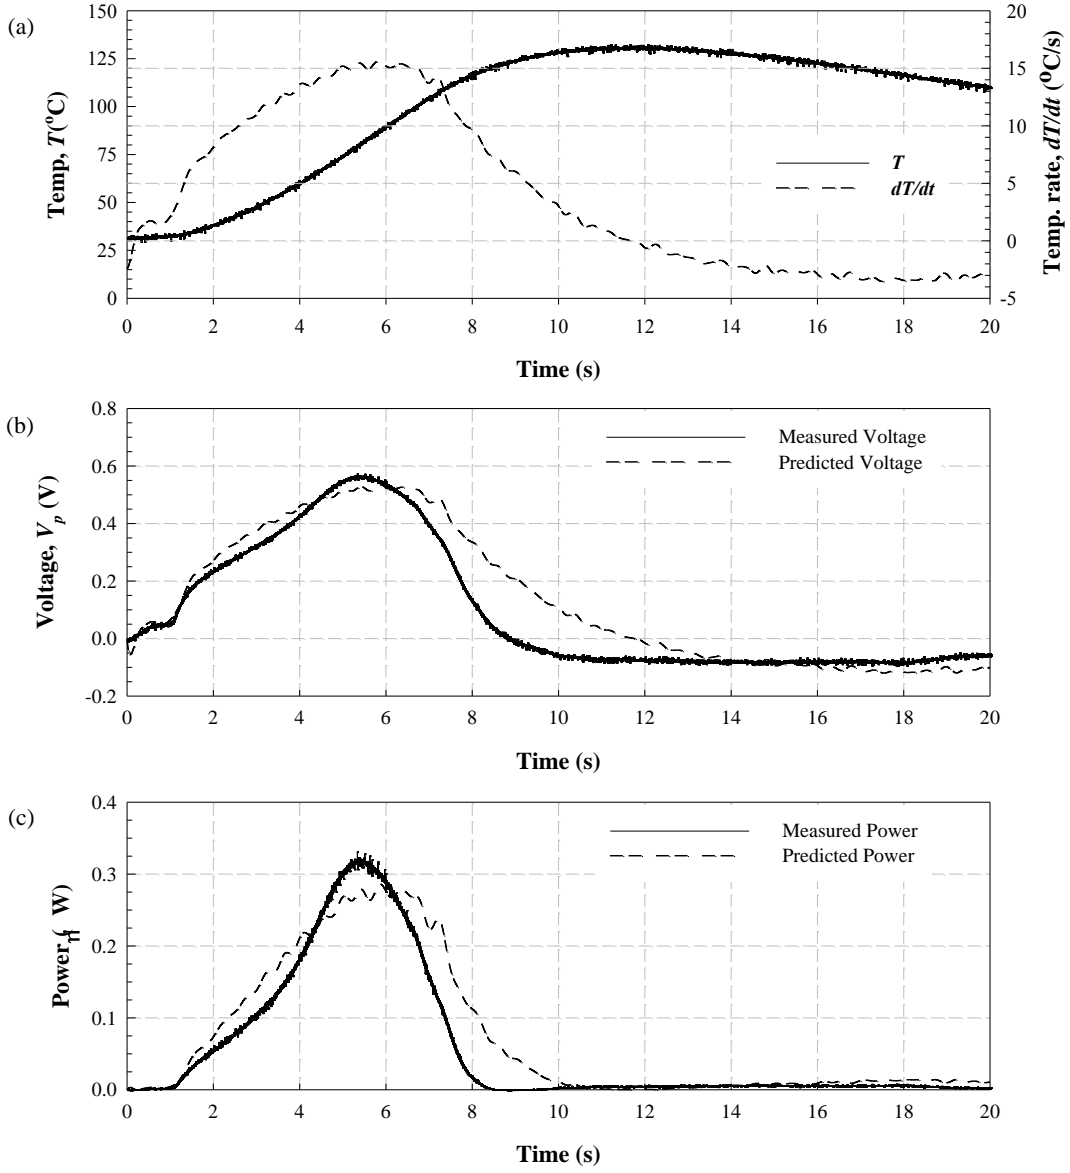 (a)
150
125
100
75
50
25
0
Temp, T(°C)
20
15
10
5
0
-5
Temp. rate, dT/dt (°C/s)
T
dT/dt
0 2 4 6 8 10 12 14 16 18 20
Time (s)
(b)
0.8
0.6
0.4
0.2
0.0
-0.2
Voltage, Vp (V)
Measured Voltage
Predicted Voltage
0 2 4 6 8 10 12 14 16 18 20
Time (s)
(c)
0.4
0.3
0.2
0.1
0.0
Power, ( W)
Measured Power
Predicted Power
0 2 4 6 8 10 12 14 16 18 20
Time (s)